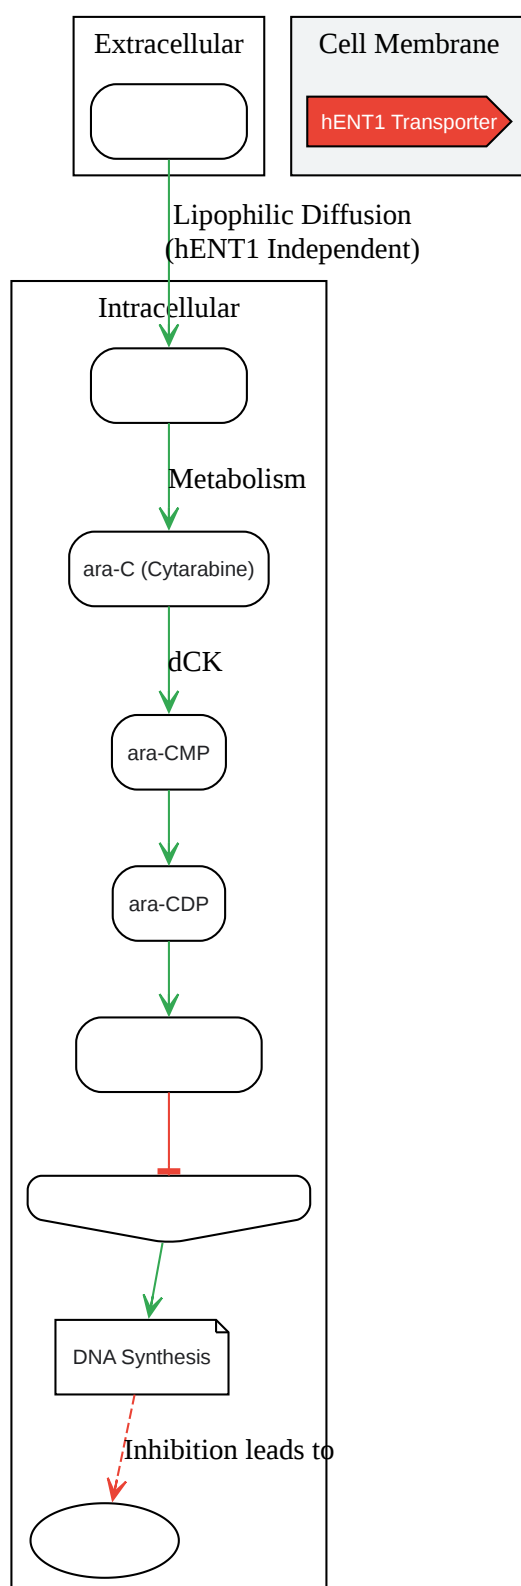 Extracellular
Cell Membrane
hENT1 Transporter
Lipophilic Diffusion
(hENT1 Independent)
Intracellular
Metabolism
ara-C (Cytarabine)
dCK
ara-CMP
ara-CDP
DNA Synthesis
Inhibition leads to